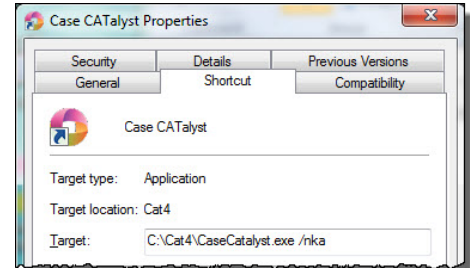 Case CATalyst Properties
x
Security Details Previous Versions
General Shortcut Compatibility
Case CATalyst
Target type: Application
Target location: Cat4
Target: C:\Cat4\CaseCatalyst.exe /nka